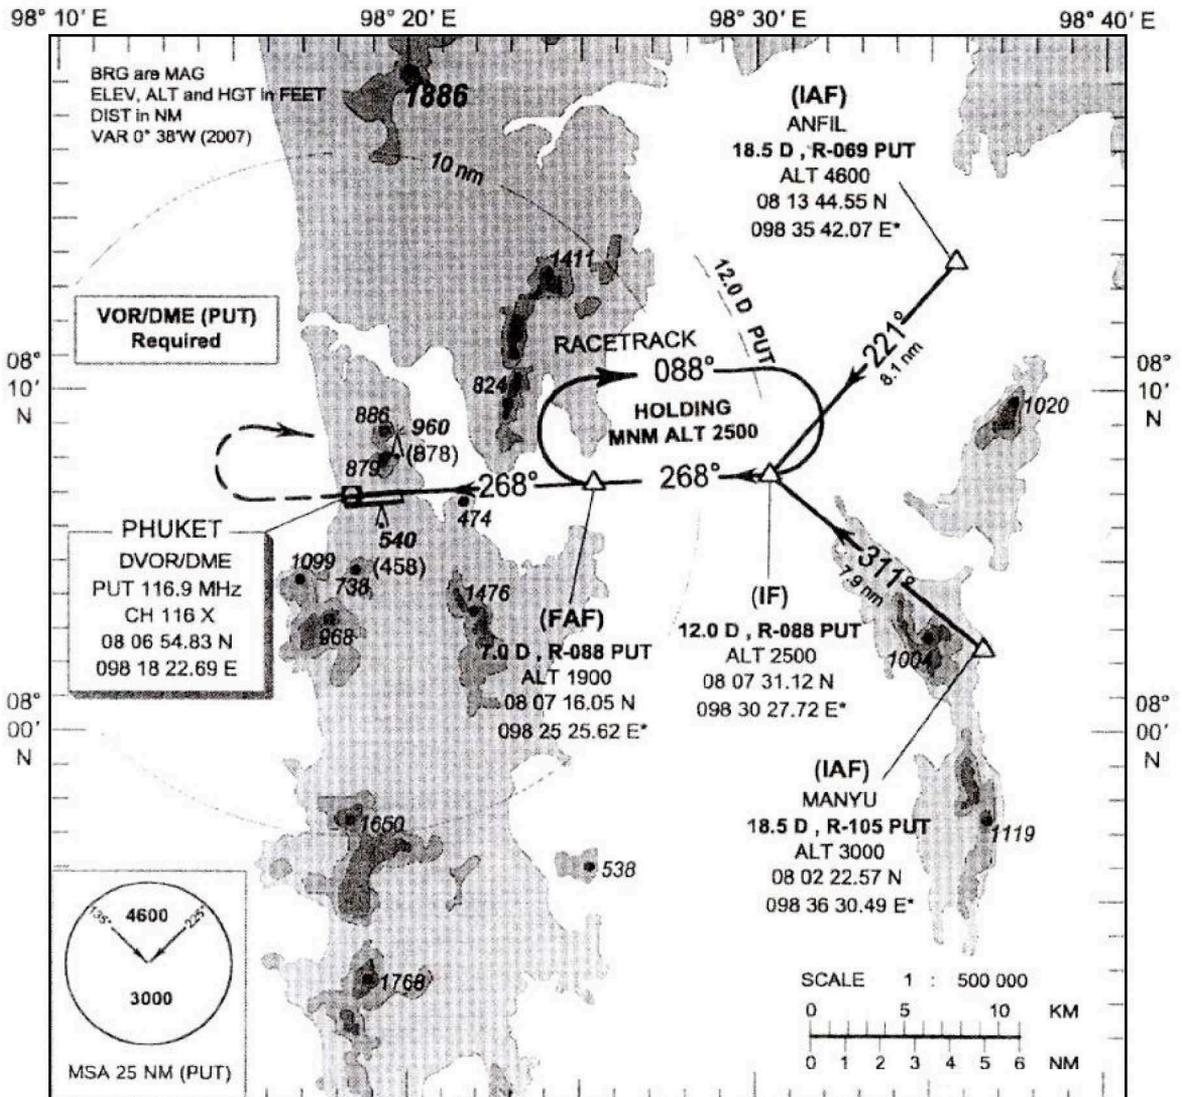 98° 10' E
98° 20' E
98° 30' E
98° 40' E
BRG are MAG
ELEV, ALT and HGT in FEET
DIST in NM
VAR 0° 38'W (2007)
1886
10 nm
(IAF)
ANFIL
18.5 D , R-069 PUT
ALT 4600
08 13 44.55 N
098 35 42.07 E*
1411
12.0 D PUT
VOR/DME (PUT)
Required
RACETRACK
088°
221°
8.1 nm
08°
10'
N
08°
10'
N
824
HOLDING
MNM ALT 2500
1020
886
960
(878)
879
268°
268°
474
PHUKET
DVOR/DME
PUT 116.9 MHz
CH 116 X
08 06 54.83 N
098 18 22.69 E
540
(458)
1099
738
968
1476
311°
7.9 nm
(FAF)
7.0 D , R-088 PUT
ALT 1900
08 07 16.05 N
098 25 25.62 E*
(IF)
12.0 D , R-088 PUT
ALT 2500
08 07 31.12 N
098 30 27.72 E*
1004
08°
00'
N
08°
00'
N
(IAF)
MANYU
18.5 D , R-105 PUT
ALT 3000
08 02 22.57 N
098 36 30.49 E*
1650
1119
538
135°
4600
225°
3000
MSA 25 NM (PUT)
1768
SCALE 1 : 500 000
0 5 10 KM
0 1 2 3 4 5 6 NM